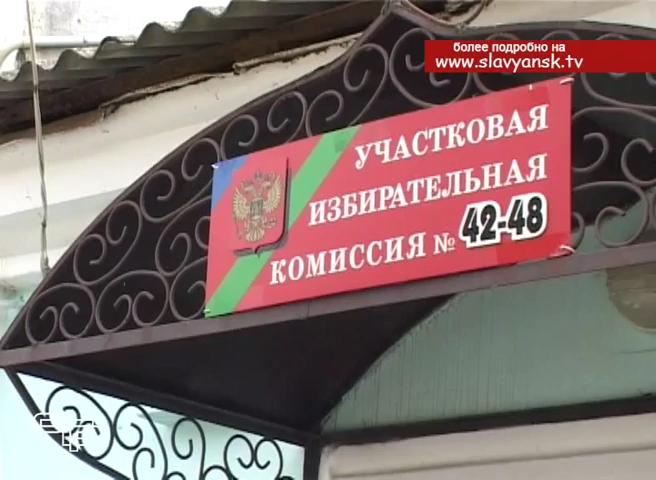 более подробно на
www.slavyansk.tv
УЧАСТКОВАЯ
ИЗБИРАТЕЛЬНАЯ
КОМИССИЯ № 42-48